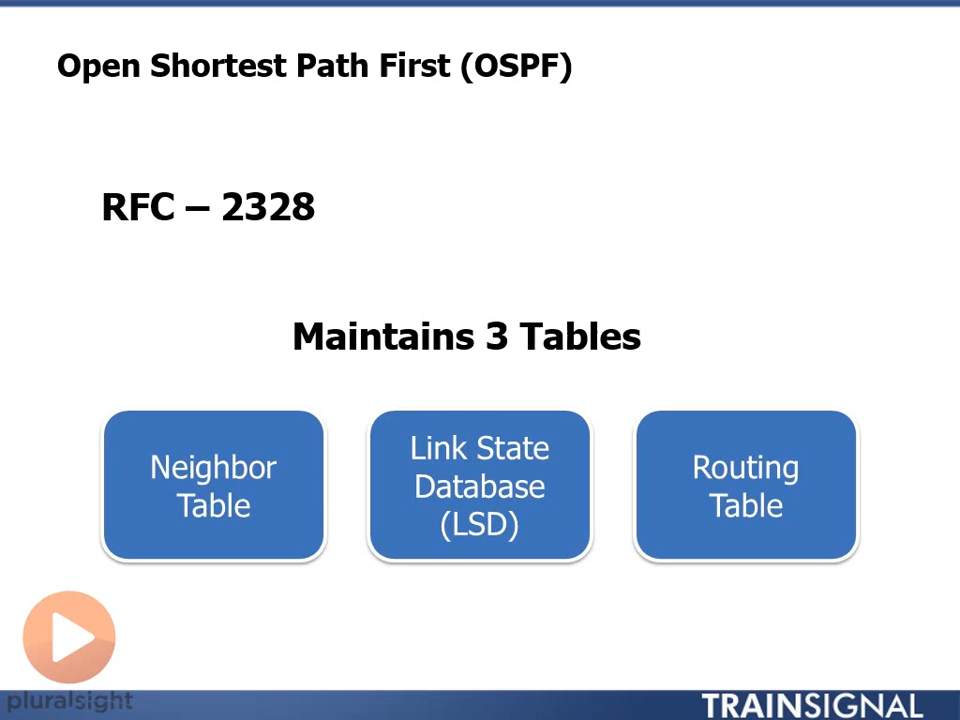 Open Shortest Path First (OSPF)
RFC – 2328
Maintains 3 Tables
Neighbor
Table
Link State
Database
(LSD)
Routing
Table
pluralsight
TRAINSIGNAL